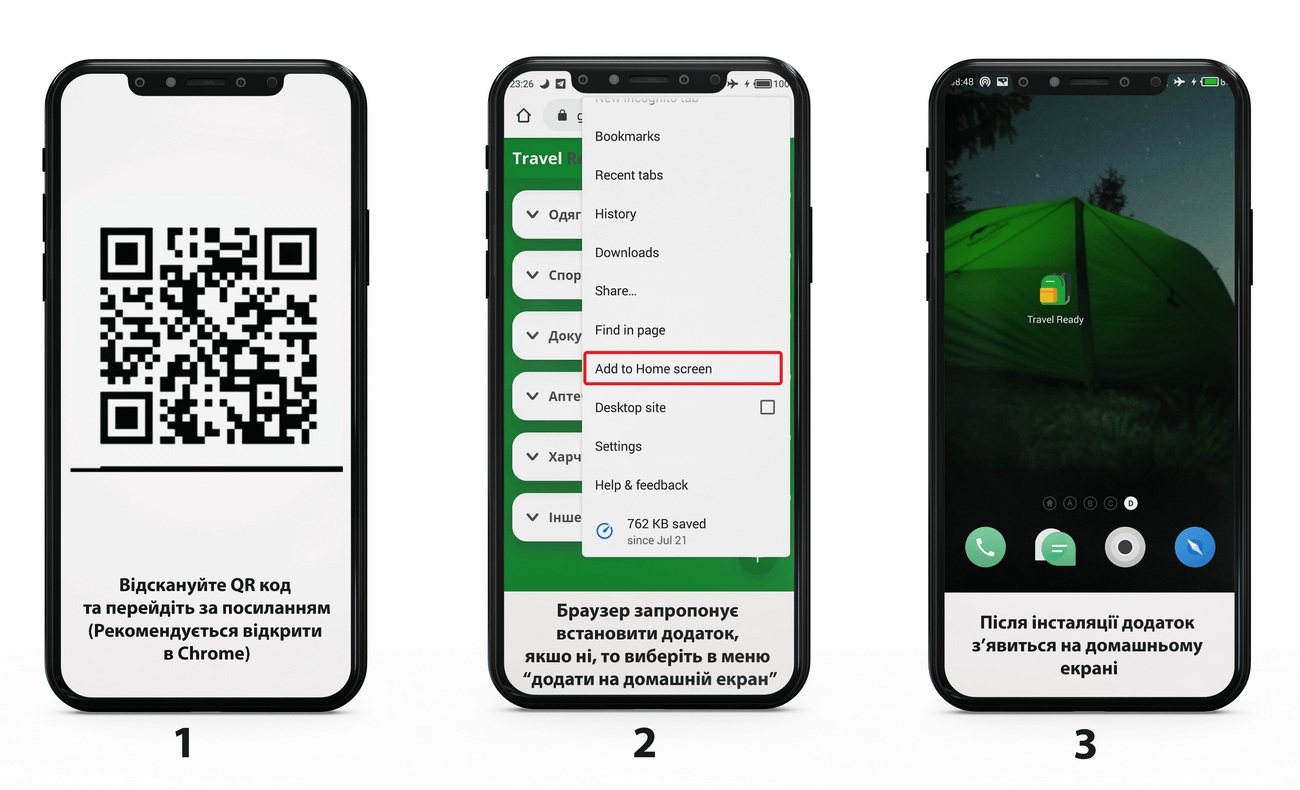 Відскануйте QR код
та перейдіть за посиланням
(Рекомендується відкрити
в Chrome)
1
23:26
100
New incognito tab
Bookmarks
Recent tabs
History
Downloads
Share...
Find in page
Add to Home screen
Desktop site
Settings
Help & feedback
762 KB saved
since Jul 21
Travel Re
Одяг
Спор
Доку
Апте
Харч
Інше
Браузер запропонує
встановити додаток,
якшо ні, то виберіть в меню
“додати на домашній екран”
2
8:48
8
Travel Ready
A B C D
Після інсталяції додаток
з’явиться на домашньому
екрані
3